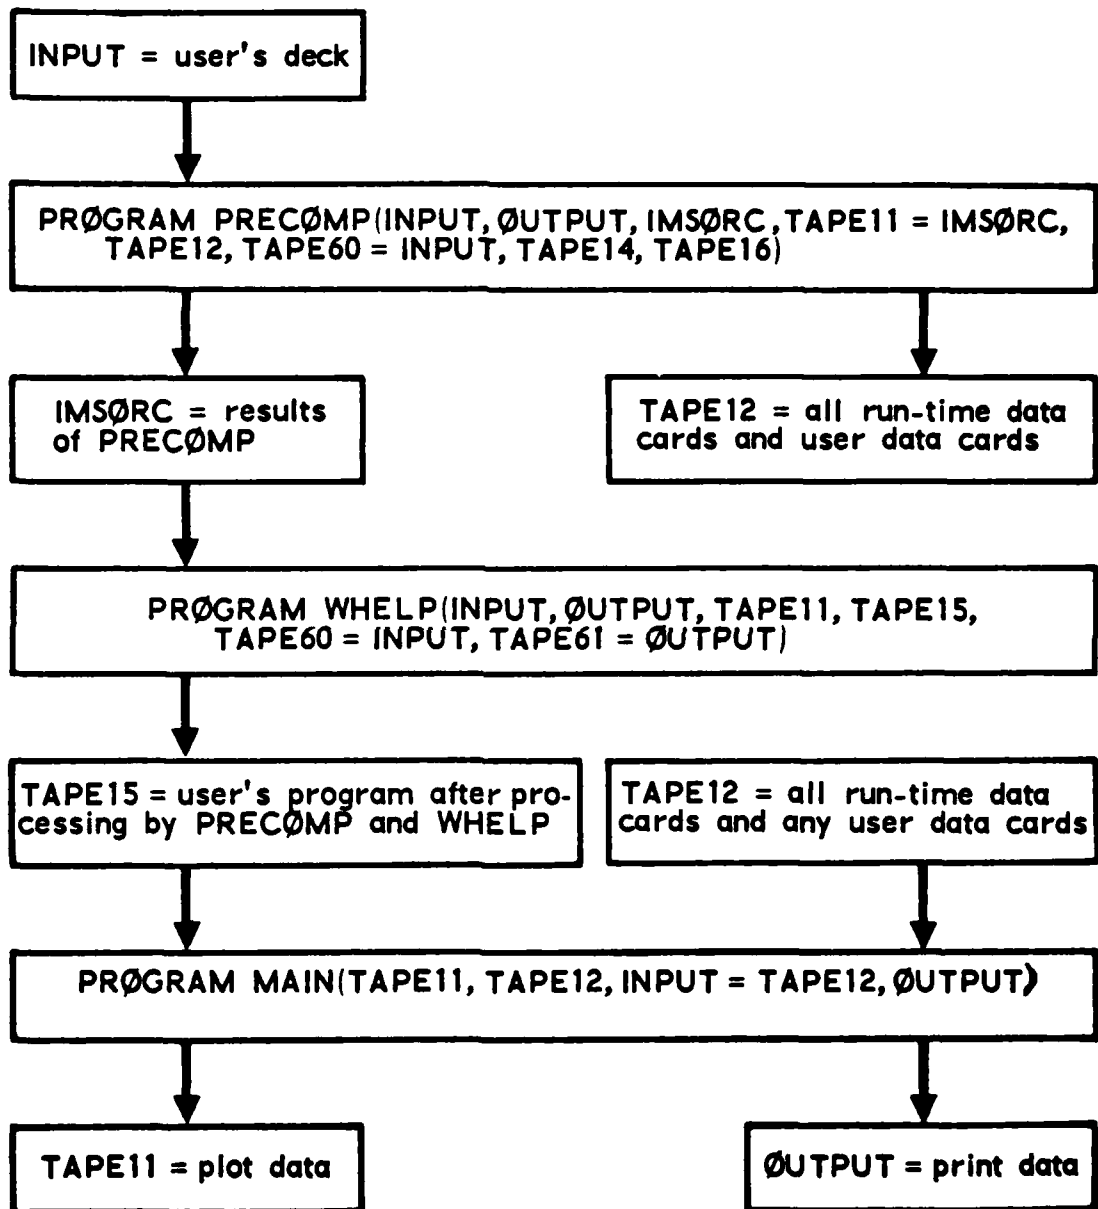 INPUT = user's deck
PRØGRAM PRECØMP(INPUT, ØUTPUT, IMSØRC, TAPE11 = IMSØRC,
TAPE12, TAPE60 = INPUT, TAPE14, TAPE16)
IMSØRC = results
of PRECØMP
TAPE12 = all run-time data
cards and user data cards
PRØGRAM WHELP(INPUT, ØUTPUT, TAPE11, TAPE15,
TAPE60 = INPUT, TAPE61 = ØUTPUT)
TAPE15 = user's program after pro-
cessing by PRECØMP and WHELP
TAPE12 = all run-time data
cards and any user data cards
PRØGRAM MAIN(TAPE11, TAPE12, INPUT = TAPE12, ØUTPUT)
TAPE11 = plot data
ØUTPUT = print data